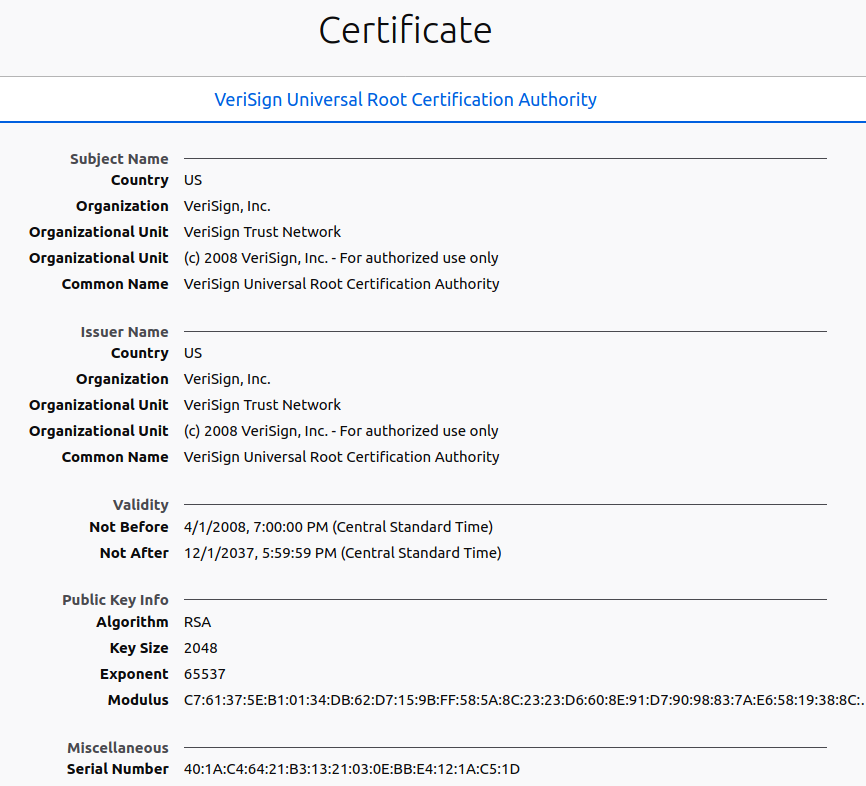 Certificate
VeriSign Universal Root Certification Authority
Subject Name
Country US
Organization VeriSign, Inc.
Organizational Unit VeriSign Trust Network
Organizational Unit (c) 2008 VeriSign, Inc. - For authorized use only
Common Name VeriSign Universal Root Certification Authority
Issuer Name
Country US
Organization VeriSign, Inc.
Organizational Unit VeriSign Trust Network
Organizational Unit (c) 2008 VeriSign, Inc. - For authorized use only
Common Name VeriSign Universal Root Certification Authority
Validity
Not Before 4/1/2008, 7:00:00 PM (Central Standard Time)
Not After 12/1/2037, 5:59:59 PM (Central Standard Time)
Public Key Info
Algorithm RSA
Key Size 2048
Exponent 65537
Modulus C7:61:37:5E:B1:01:34:DB:62:D7:15:9B:FF:58:5A:8C:23:23:D6:60:8E:91:D7:90:98:83:7A:E6:58:19:38:8C:...
Miscellaneous
Serial Number 40:1A:C4:64:21:B3:13:21:03:0E:BB:E4:12:1A:C5:1D